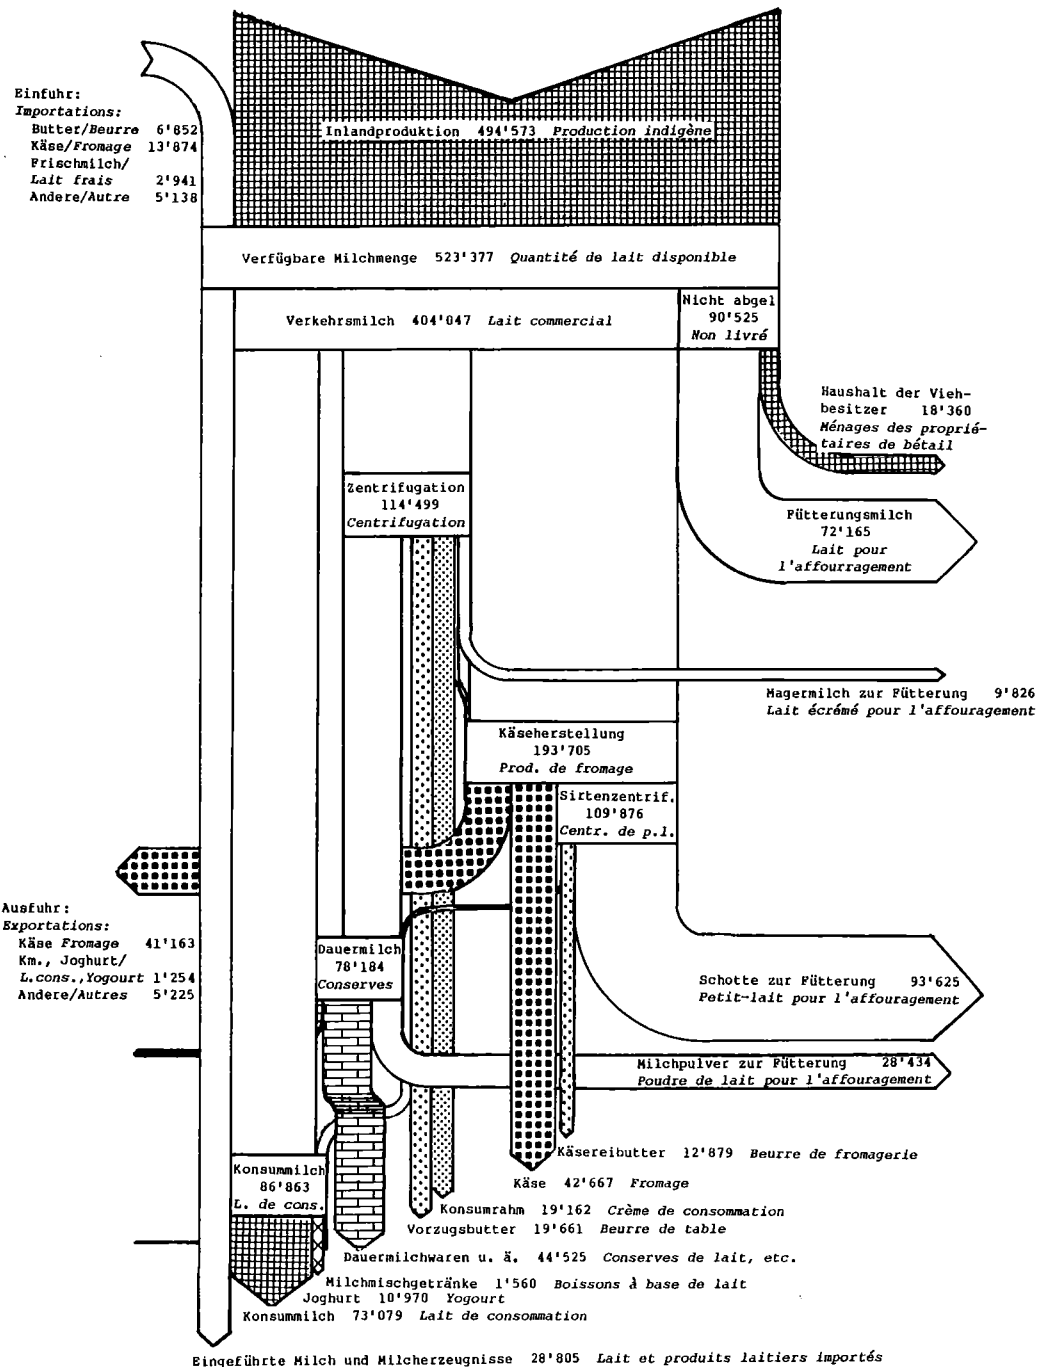 Einfuhr:
Importations:
Butter/Beurre 6'852
Käse/Fromage 13'874
Frischmilch/
Lait frais 2'941
Andere/Autre 5'138
Inlandproduktion 494'573 Production indigène
Verfügbare Milchmenge 523'377 Quantité de lait disponible
Verkehrsmilch 404'047 Lait commercial
Nicht abgel
90'525
Non livré
Haushalt der Vieh-
besitzer 18'360
Ménages des proprié-
taires de bétail
Zentrifugation
114'499
Centrifugation
Fütterungsmilch
72'165
Lait pour
l'affourragement
Magermilch zur Fütterung 9'826
Lait écrémé pour l'affouragement
Käseherstellung
193'705
Prod. de fromage
Sirtenzentrif.
109'876
Centr. de p.l.
Ausfuhr:
Exportations:
Käse Fromage 41'163
Km., Joghurt/
L.cons.,Yogourt 1'254
Andere/Autres 5'225
Dauermilch
78'184
Conserves
Schotte zur Fütterung 93'625
Petit-lait pour l'affouragement
Milchpulver zur Fütterung 28'434
Poudre de lait pour l'affouragement
Konsummilch
86'863
L. de cons.
Käsereibutter 12'879 Beurre de fromagerie
Käse 42'667 Fromage
Konsumrahm 19'162 Crème de consommation
Vorzugsbutter 19'661 Beurre de table
Dauermilchwaren u. ä. 44'525 Conserves de lait, etc.
Milchmischgetränke 1'560 Boissons à base de lait
Joghurt 10'970 Yogourt
Konsummilch 73'079 Lait de consommation
Eingeführte Milch und Milcherzeugnisse 28'805 Lait et produits laitiers importés